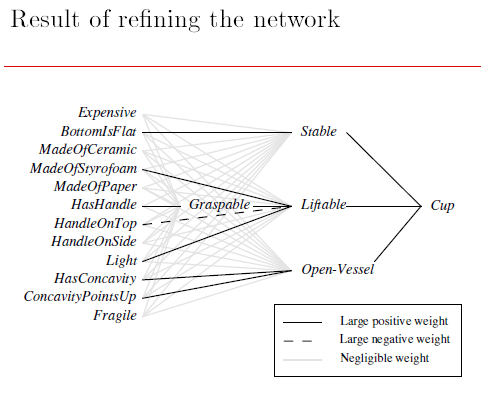 Result of refining the network
Expensive
BottomIsFlat
MadeOfCeramic
MadeOfStyrofoam
MadeOfPaper
HasHandle
HandleOnTop
HandleOnSide
Light
HasConcavity
ConcavityPointsUp
Fragile
Graspable
Stable
Liftable
Open-Vessel
Cup
Large positive weight
Large negative weight
Negligible weight